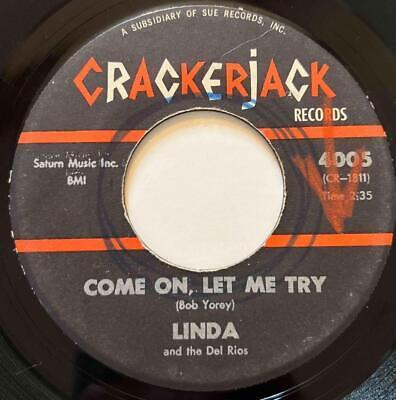 A SUBSIDIARY OF SUE RECORDS, INC.
CRACKERJACK
RECORDS
Saturn Music Inc.
BMI
4005
(CR-1811)
Time 2:35
COME ON, LET ME TRY
(Bob Yorey)
LINDA
and the Del Rios